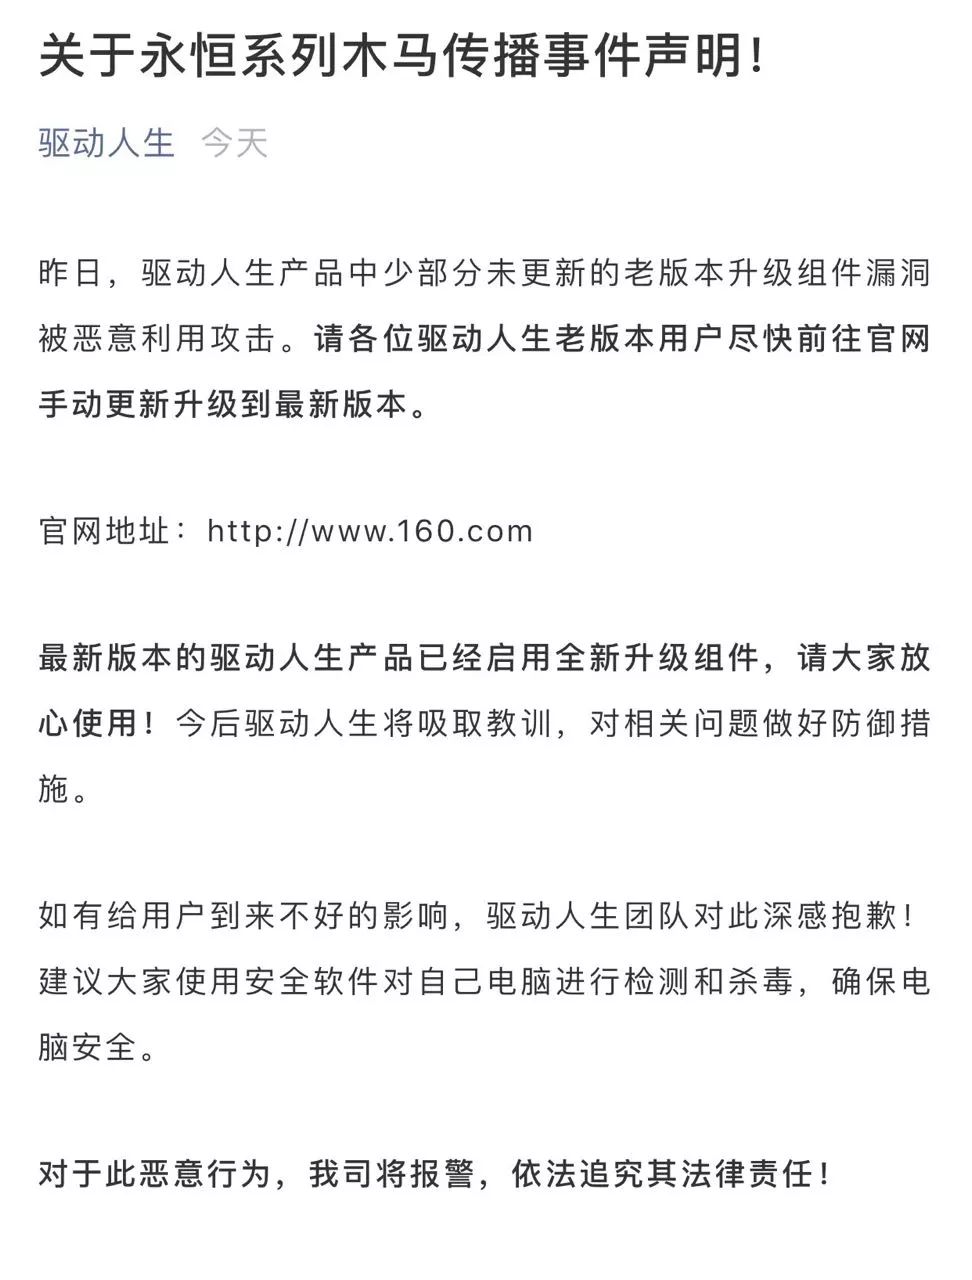 关于永恒系列木马传播事件声明！
驱动人生 今天
昨日，驱动人生产品中少部分未更新的老版本升级组件漏洞
被恶意利用攻击。请各位驱动人生老版本用户尽快前往官网
手动更新升级到最新版本。
官网地址：http://www.160.com
最新版本的驱动人生产品已经启用全新升级组件，请大家放
心使用！今后驱动人生将吸取教训，对相关问题做好防御措
施。
如有给用户到来不好的影响，驱动人生团队对此深感抱歉！
建议大家使用安全软件对自己电脑进行检测和杀毒，确保电
脑安全。
对于此恶意行为，我司将报警，依法追究其法律责任！